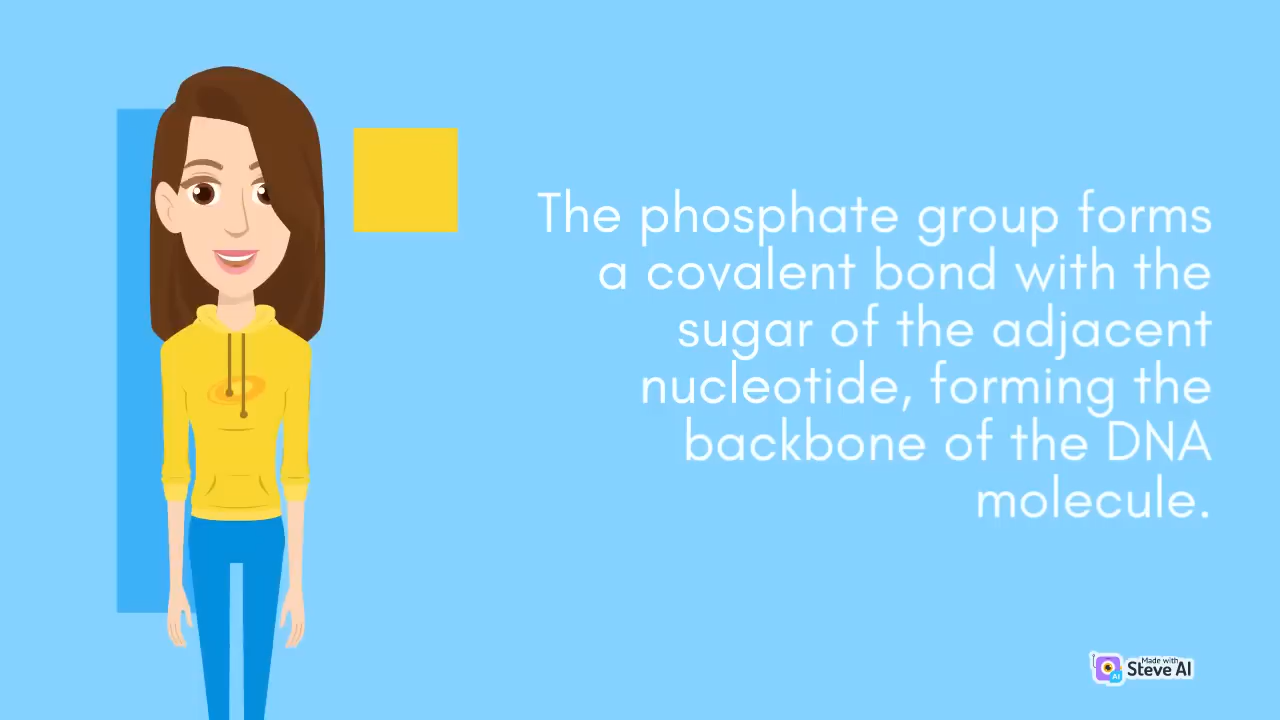 The phosphate group forms
a covalent bond with the
sugar of the adjacent
nucleotide, forming the
backbone of the DNA
molecule.
Made with
Steve AI
AI